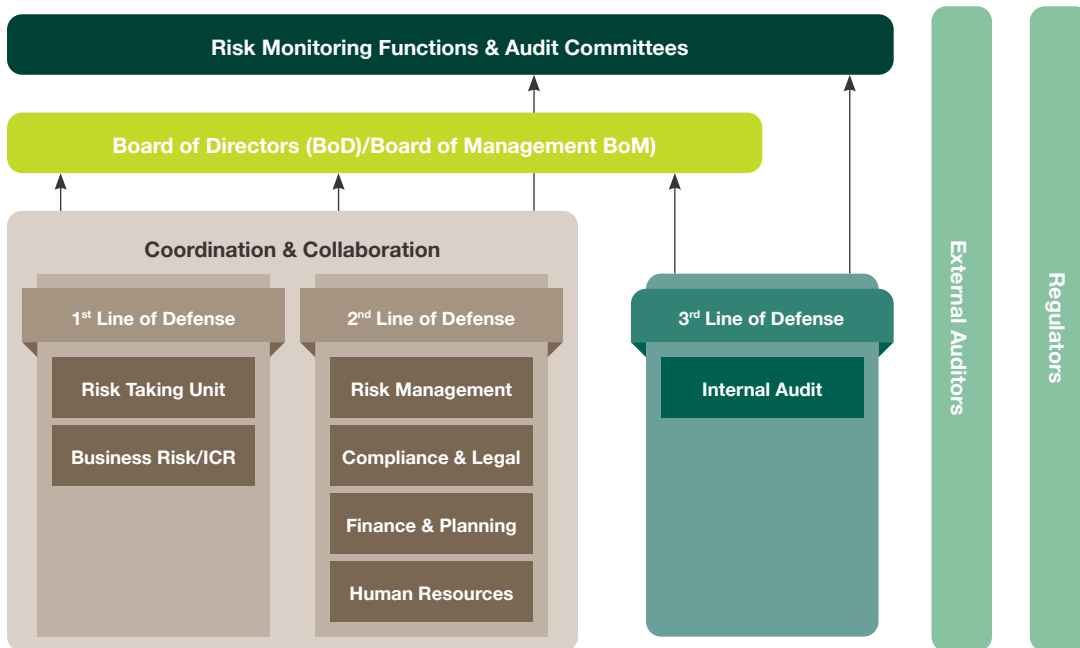 Risk Monitoring Functions & Audit Committees
Board of Directors (BoD)/Board of Management BoM)
Coordination & Collaboration
1st Line of Defense
Risk Taking Unit
Business Risk/ICR
2nd Line of Defense
Risk Management
Compliance & Legal
Finance & Planning
Human Resources
3rd Line of Defense
Internal Audit
External Auditors
Regulators